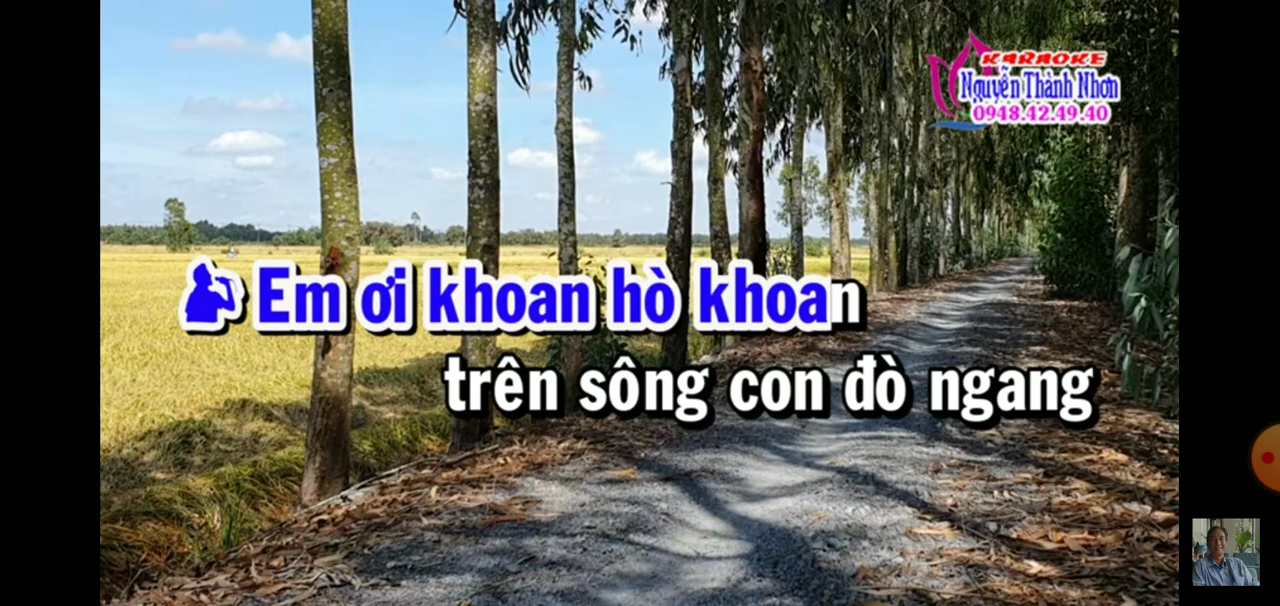 KARAOKE
Nguyễn Thành Nhơn
0948.42.49.40
Em ơi khoan hò khoan
trên sông con đò ngang